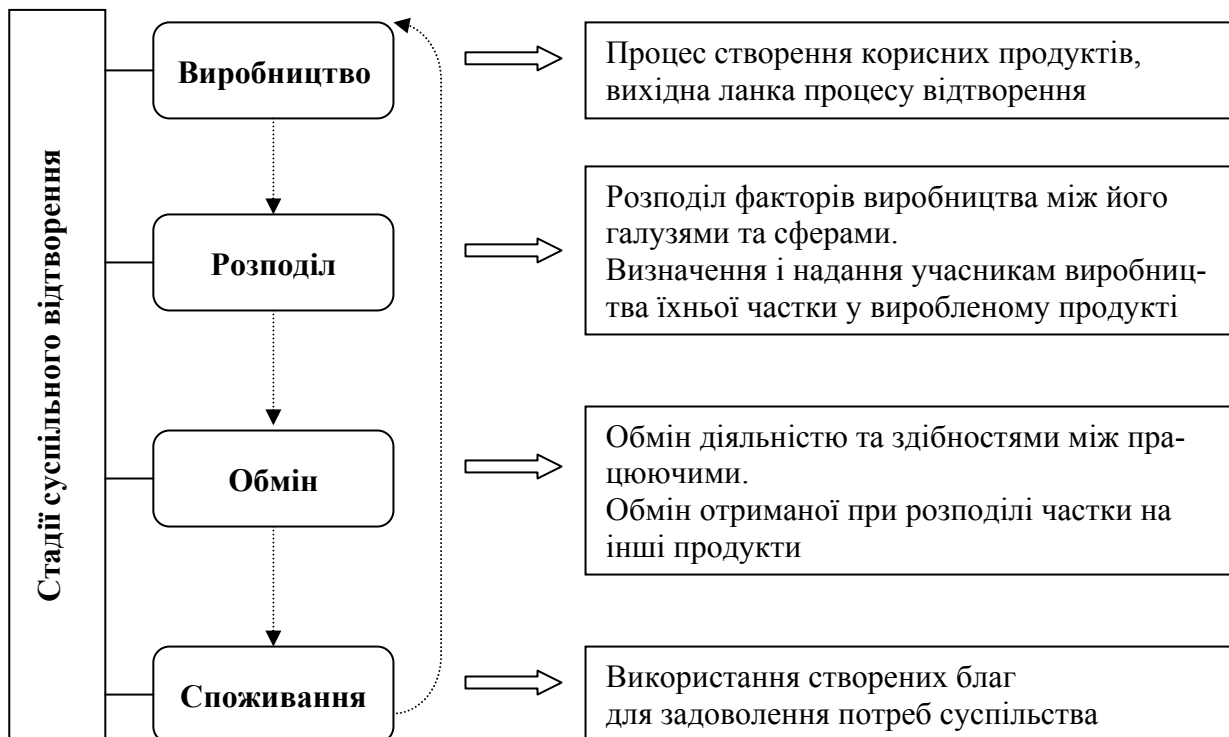 Стадії суспільного відтворення
Виробництво
Процес створення корисних продуктів,
вихідна ланка процесу відтворення
Розподіл
Розподіл факторів виробництва між його
галузями та сферами.
Визначення і надання учасникам виробниц-
тва їхньої частки у виробленому продукті
Обмін
Обмін діяльністю та здібностями між пра-
цюючими.
Обмін отриманої при розподілі частки на
інші продукти
Споживання
Використання створених благ
для задоволення потреб суспільства